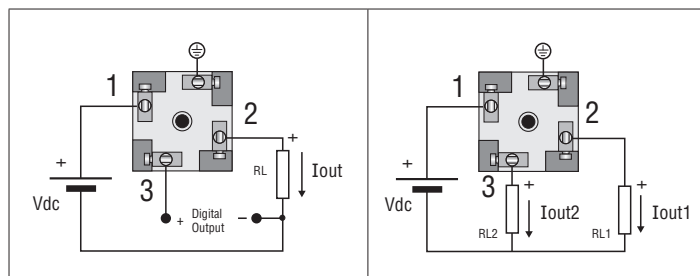 1
2
3
+
Vdc
+
RL
Iout
+ Digital Output −
1
2
3
+
Vdc
+
RL2
Iout2
+
RL1
Iout1